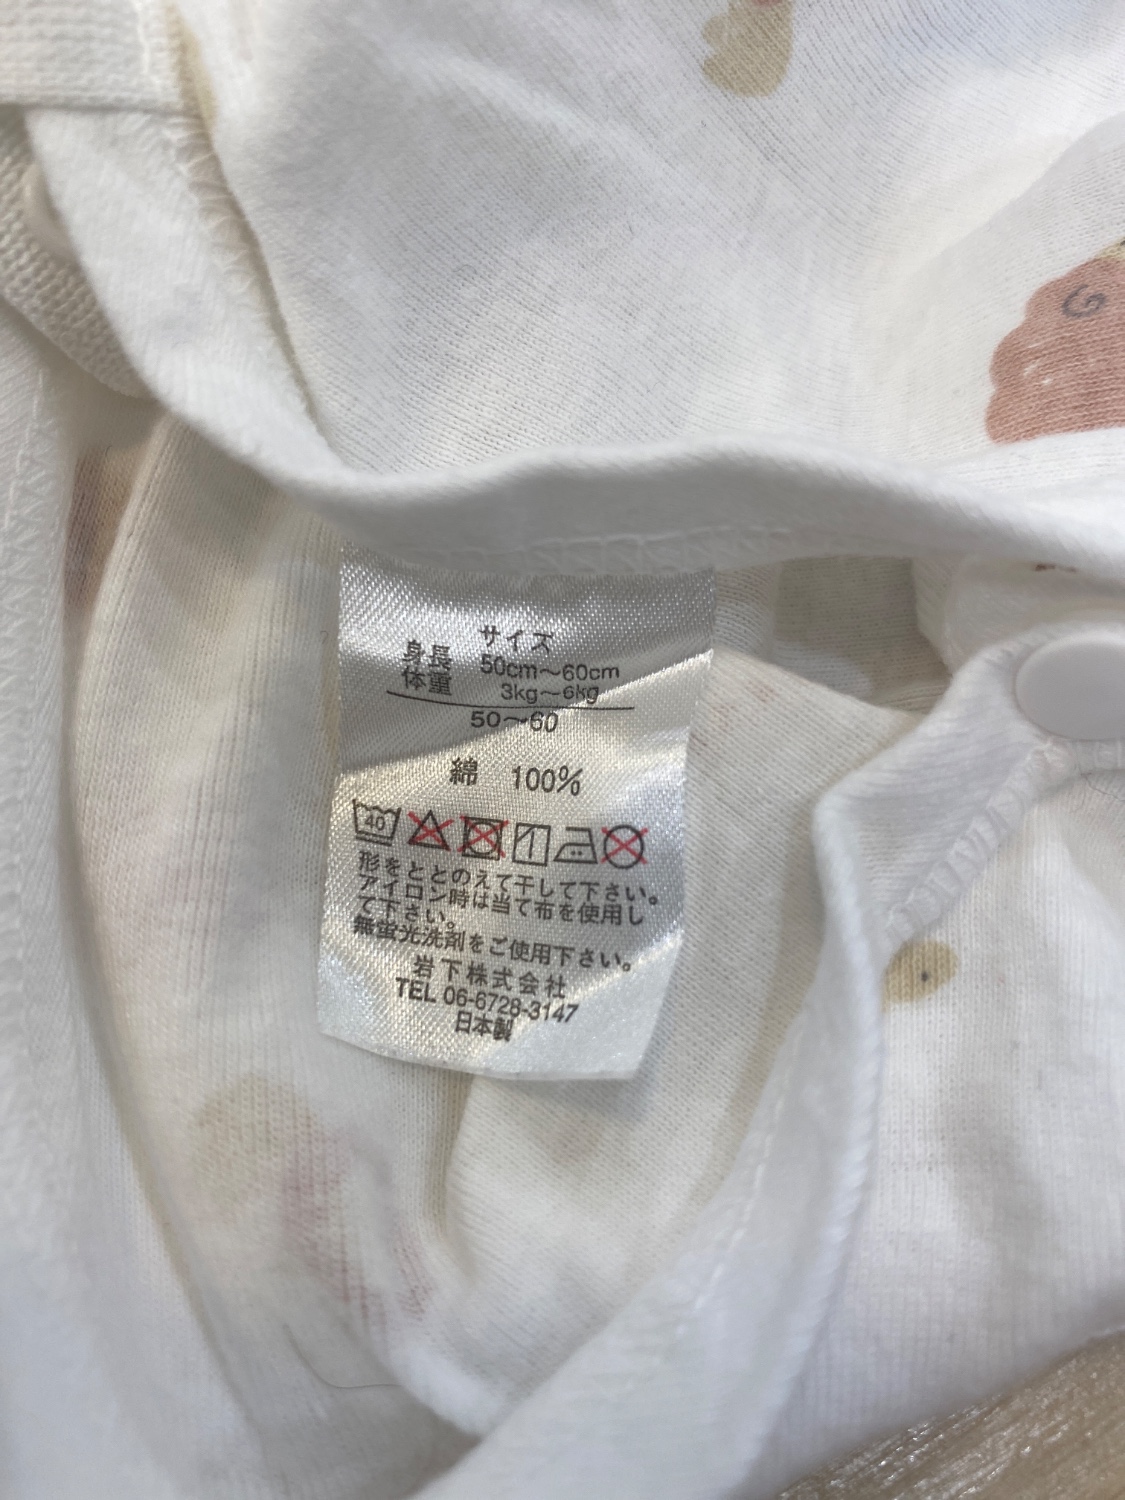 サイズ
身長 50cm〜60cm
体重 3kg〜6kg
50〜60
綿 100%
40
形をととのえて干して下さい。
アイロン時は当て布を使用し
て下さい。
無蛍光洗剤をご使用下さい。
岩下株式会社
TEL 06-6728-3147
日本製